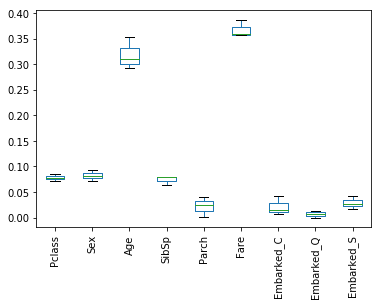 0.40
0.35
0.30
0.25
0.20
0.15
0.10
0.05
0.00
Pclass
Sex
Age
SibSp
Parch
Fare
Embarked_C
Embarked_Q
Embarked_S